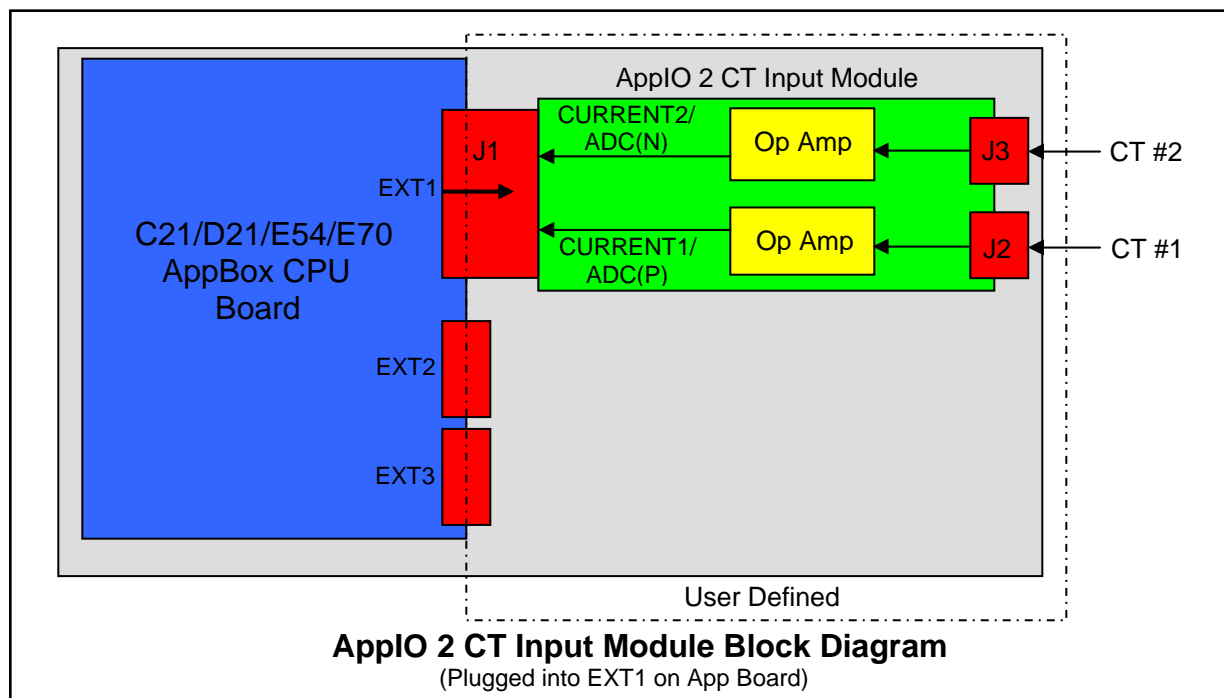 AppIO 2 CT Input Module
CURRENT2/
ADC(N)
Op Amp
J3
CT #2
J1
EXT1
C21/D21/E54/E70
AppBox CPU
Board
CURRENT1/
ADC(P)
Op Amp
J2
CT #1
EXT2
EXT3
User Defined
AppIO 2 CT Input Module Block Diagram
(Plugged into EXT1 on App Board)